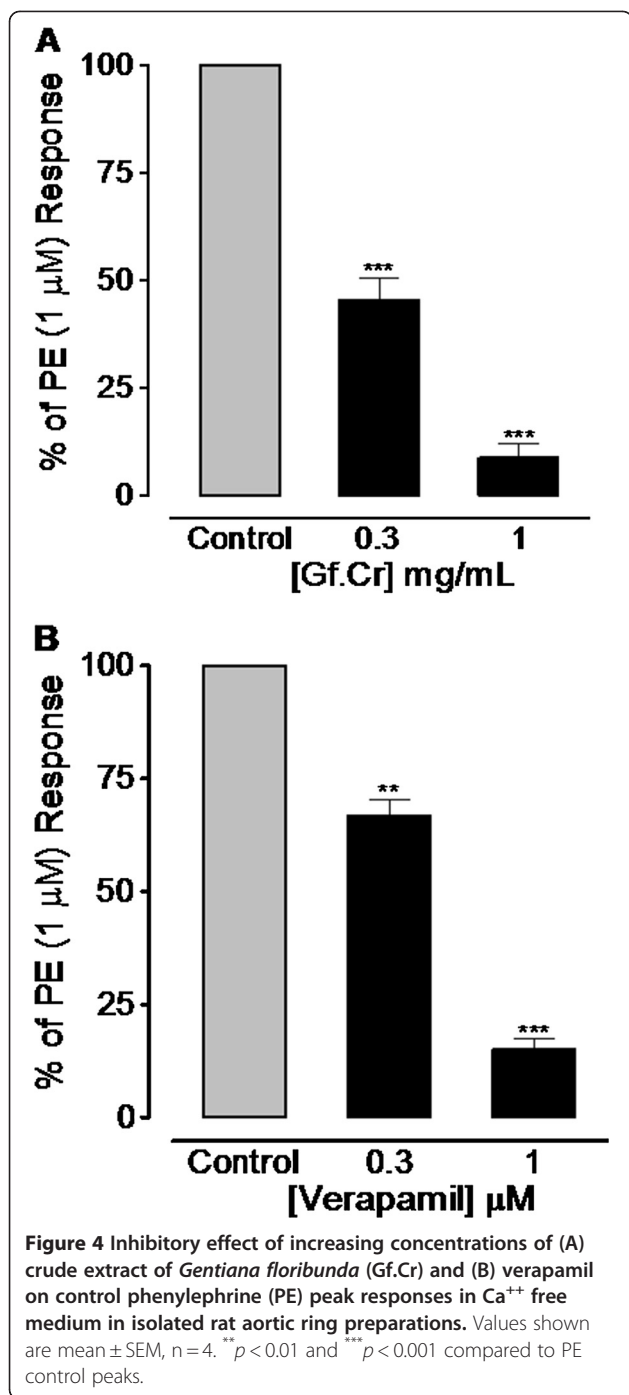 A
100
75
50
25
0
% of PE (1 μM) Response
***
***
Control 0.3 1
[Gf.Cr] mg/mL
B
100
75
50
25
0
% of PE (1 μM) Response
**
***
Control 0.3 1
[Verapamil] μM
Figure 4 Inhibitory effect of increasing concentrations of (A)
crude extract of Gentiana floribunda (Gf.Cr) and (B) verapamil
on control phenylephrine (PE) peak responses in Ca++ free
medium in isolated rat aortic ring preparations. Values shown
are mean ± SEM, n = 4. **p < 0.01 and ***p < 0.001 compared to PE
control peaks.